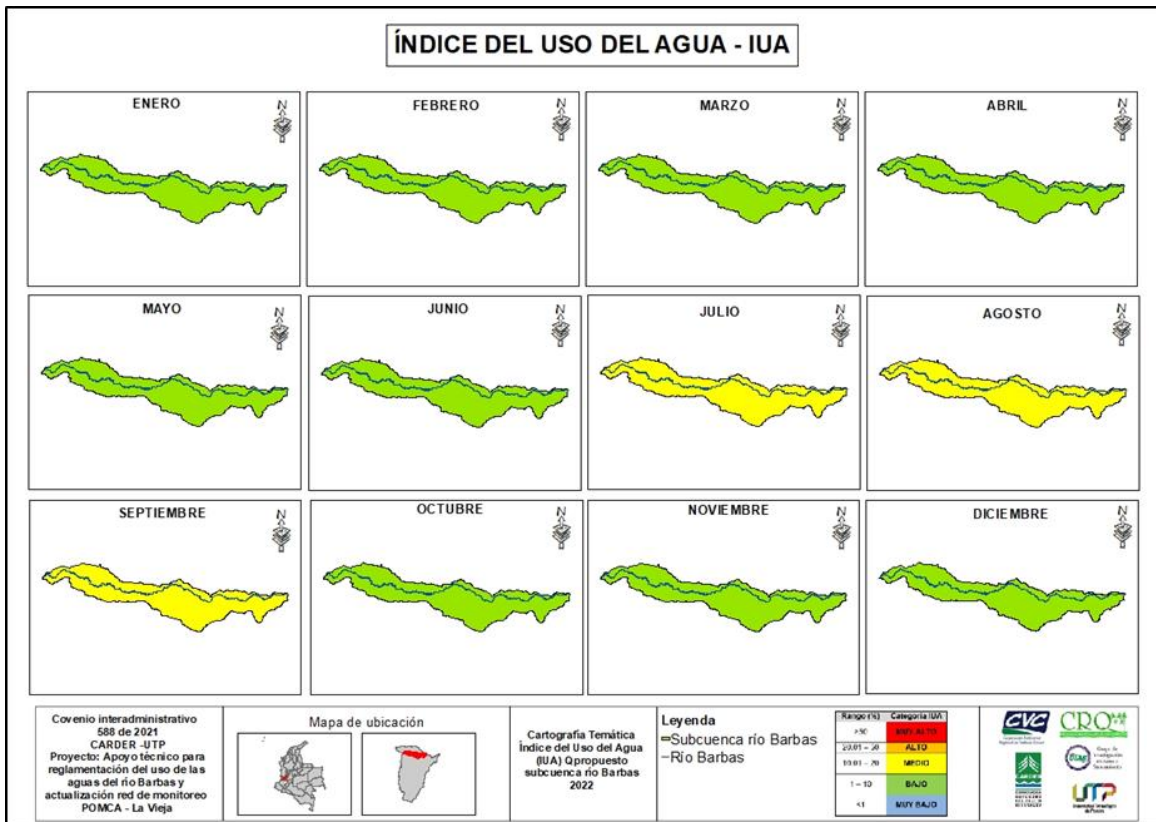 ÍNDICE DEL USO DEL AGUA - IUA
ENERO
N
FEBRERO
N
MARZO
N
ABRIL
N
MAYO
N
JUNIO
N
JULIO
N
AGOSTO
N
SEPTIEMBRE
N
OCTUBRE
N
NOVIEMBRE
N
DICIEMBRE
N
Covenio interadministrativo
588 de 2021
CARDER -UTP
Proyecto: Apoyo técnico para
reglamentación del uso de las
aguas del río Barbas y
actualización red de monitoreo
POMCA - La Vieja
Mapa de ubicación
Cartografía Temática
Índice del Uso del Agua
(IUA) Qpropuesto
subcuenca río Barbas
2022
Leyenda
Subcuenca río Barbas
Río Barbas
Rango (%) Categoría IUA
>50 MUY ALTO
20.01 – 50 ALTO
10.01 – 20 MEDIO
1 – 10 BAJO
<1 MUY BAJO
CVC
CRQ
CARDER
UTP